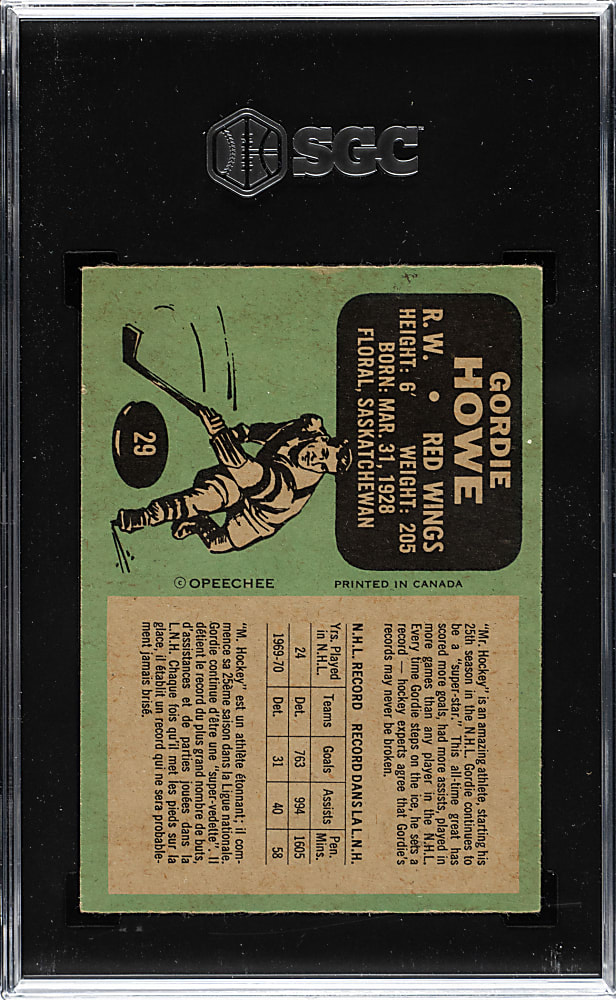 SGC
GORDIE
HOWE
R. W. • RED WINGS
HEIGHT: 6' WEIGHT: 205
BORN: MAR. 31, 1928
FLORAL, SASKATCHEWAN
29
© OPEECHEE
PRINTED IN CANADA
"Mr. Hockey" is an amazing athlete, starting his
25th season in the N.H.L. Gordie continues to
be a "super-star." This all-time great has
scored more goals, had more assists, played in
more games than any player in the N.H.L.
Every time Gordie steps on the ice, he sets a
record — hockey experts agree that Gordie's
records may never be broken.
N.H.L. RECORD RECORD DANS LA L.N.H.
Yrs. Played Teams Goals Assists Pen.
in N.H.L. Mins.
24 Det. 763 994 1605
1969-70 Det. 31 40 58
"M. Hockey" est un athlète étonnant; il com-
mence sa 25ème saison dans la Ligue nationale.
Gordie continue d'être une "super-vedette". Il
détient le record du plus grand nombre de buts,
d'assistances et de parties jouées dans la
L.N.H. Chaque fois qu'il met les pieds sur la
glace, il établit un record qui ne sera probable-
ment jamais brisé.